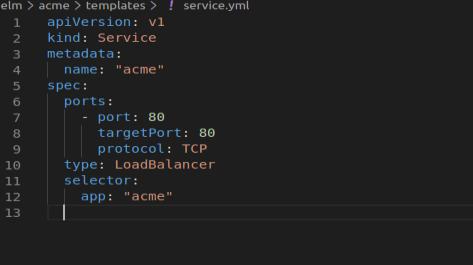 elm > acme > templates > ! service.yml
1 apiVersion: v1
2 kind: Service
3 metadata:
4   name: "acme"
5 spec:
6   ports:
7     - port: 80
8       targetPort: 80
9       protocol: TCP
10   type: LoadBalancer
11   selector:
12     app: "acme"
13